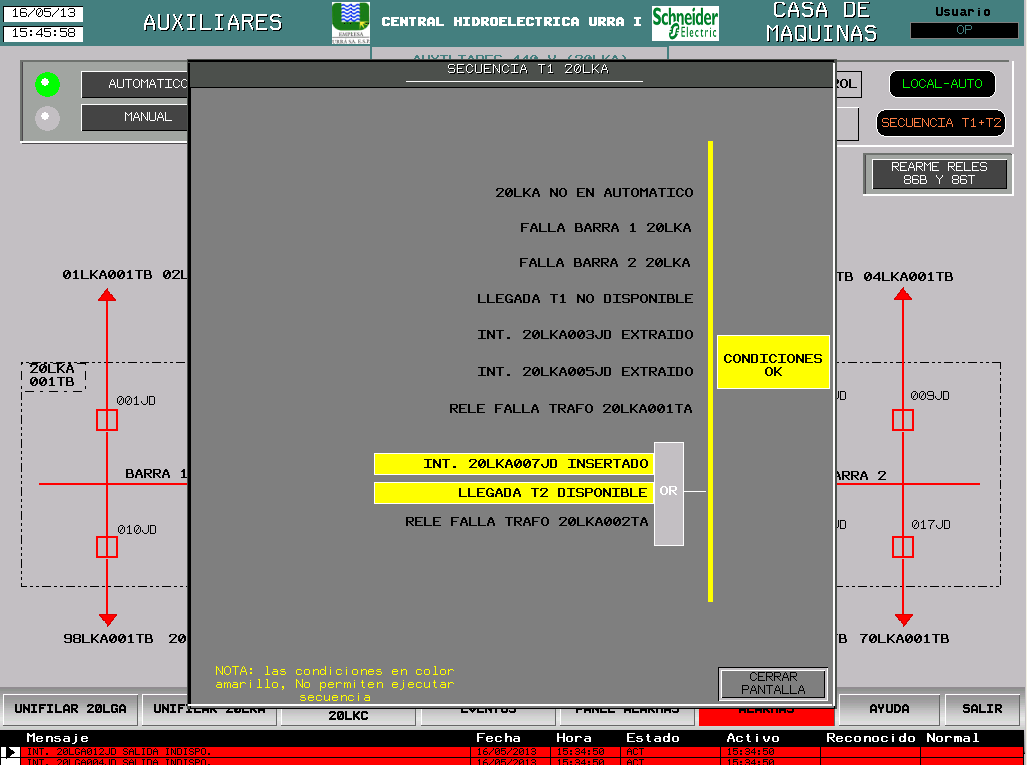 16/05/13
15:45:58
AUXILIARES
EMPRESA
URRA S.A. E.S.P.
CENTRAL HIDROELECTRICA URRA I
Schneider
Electric
CASA DE
MAQUINAS
Usuario
OP
AUXILIARES 440 V (20LKA)
SECUENCIA T1 20LKA
AUTOMATICO
MANUAL
ROL
LOCAL-AUTO
SECUENCIA T1+T2
REARME RELES
86B Y 86T
20LKA NO EN AUTOMATICO
FALLA BARRA 1 20LKA
FALLA BARRA 2 20LKA
LLEGADA T1 NO DISPONIBLE
INT. 20LKA003JD EXTRAIDO
INT. 20LKA005JD EXTRAIDO
RELE FALLA TRAFO 20LKA001TA
INT. 20LKA007JD INSERTADO
LLEGADA T2 DISPONIBLE
RELE FALLA TRAFO 20LKA002TA
OR
CONDICIONES
OK
01LKA001TB 02L
TB 04LKA001TB
20LKA
001TB
001JD
JD
009JD
BARRA 1
ARRA 2
010JD
JD
017JD
98LKA001TB 20
TB 70LKA001TB
NOTA: las condiciones en color
amarillo, No permiten ejecutar
secuencia
CERRAR
PANTALLA
UNIFILAR 20LGA
UNIFILAR 20LKA
20LKC
EVENTOS
PANEL ALARMAS
ALARMAS
AYUDA
SALIR
Mensaje Fecha Hora Estado Activo Reconocido Normal
INT. 20LGA012JD SALIDA INDISPO. 16/05/2013 15:34:50 ACT 15:34:50
INT. 20LGA004JD SALIDA INDISPO. 16/05/2013 15:34:50 ACT 15:34:50